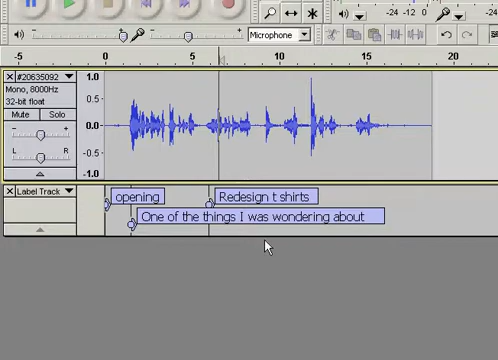 -24 -12 0
-24
Microphone
-5 0 5 10 15 20
#20635092
Mono, 8000Hz
32-bit float
Mute Solo
- +
L R
1.0
0.5
0.0
-0.5
-1.0
Label Track
opening
Redesign t shirts
One of the things I was wondering about